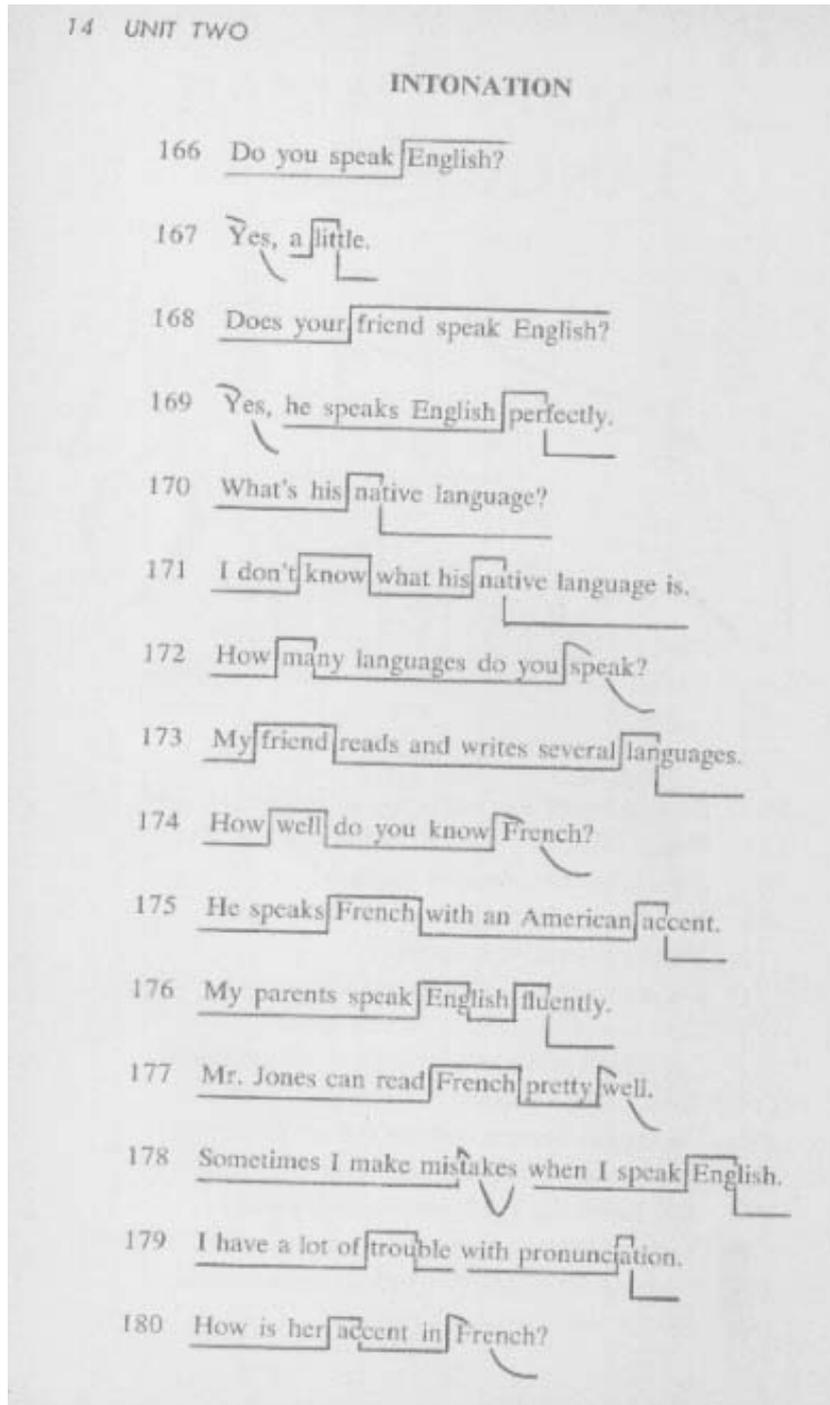 14 UNIT TWO
INTONATION
166 Do you speak English?
167 Yes, a little.
168 Does your friend speak English?
169 Yes, he speaks English perfectly.
170 What's his native language?
171 I don't know what his native language is.
172 How many languages do you speak?
173 My friend reads and writes several languages.
174 How well do you know French?
175 He speaks French with an American accent.
176 My parents speak English fluently.
177 Mr. Jones can read French pretty well.
178 Sometimes I make mistakes when I speak English.
179 I have a lot of trouble with pronunciation.
180 How is her accent in French?